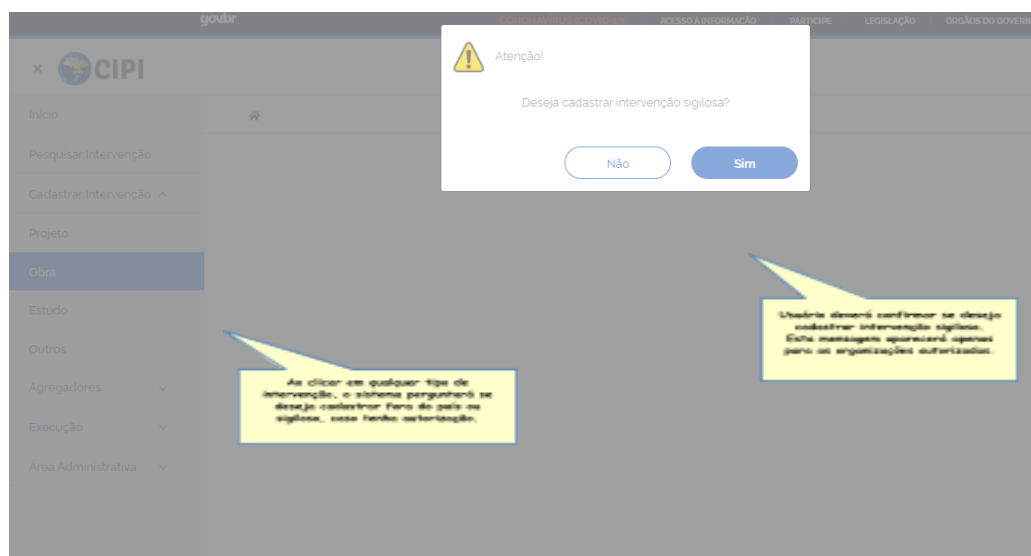 gov.br
CORONAVÍRUS (COVID-19)
ACESSO À INFORMAÇÃO
PARTICIPE
LEGISLAÇÃO
ÓRGÃOS DO GOVERN
× CIPI
Início
Pesquisar Intervenção
Cadastrar Intervenção
Projeto
Obra
Estudo
Outros
Agregadores
Execução
Área Administrativa
Atenção!
Deseja cadastrar intervenção sigilosa?
Não
Sim
Usuário deverá confirmar se deseja
cadastrar intervenção sigilosa.
Esta mensagem aparecerá apenas
para as organizações autorizadas.
Ao clicar em qualquer tipo de
intervenção, o sistema perguntará se
deseja cadastrar fora do país ou
sigilosa, caso tenha autorização.